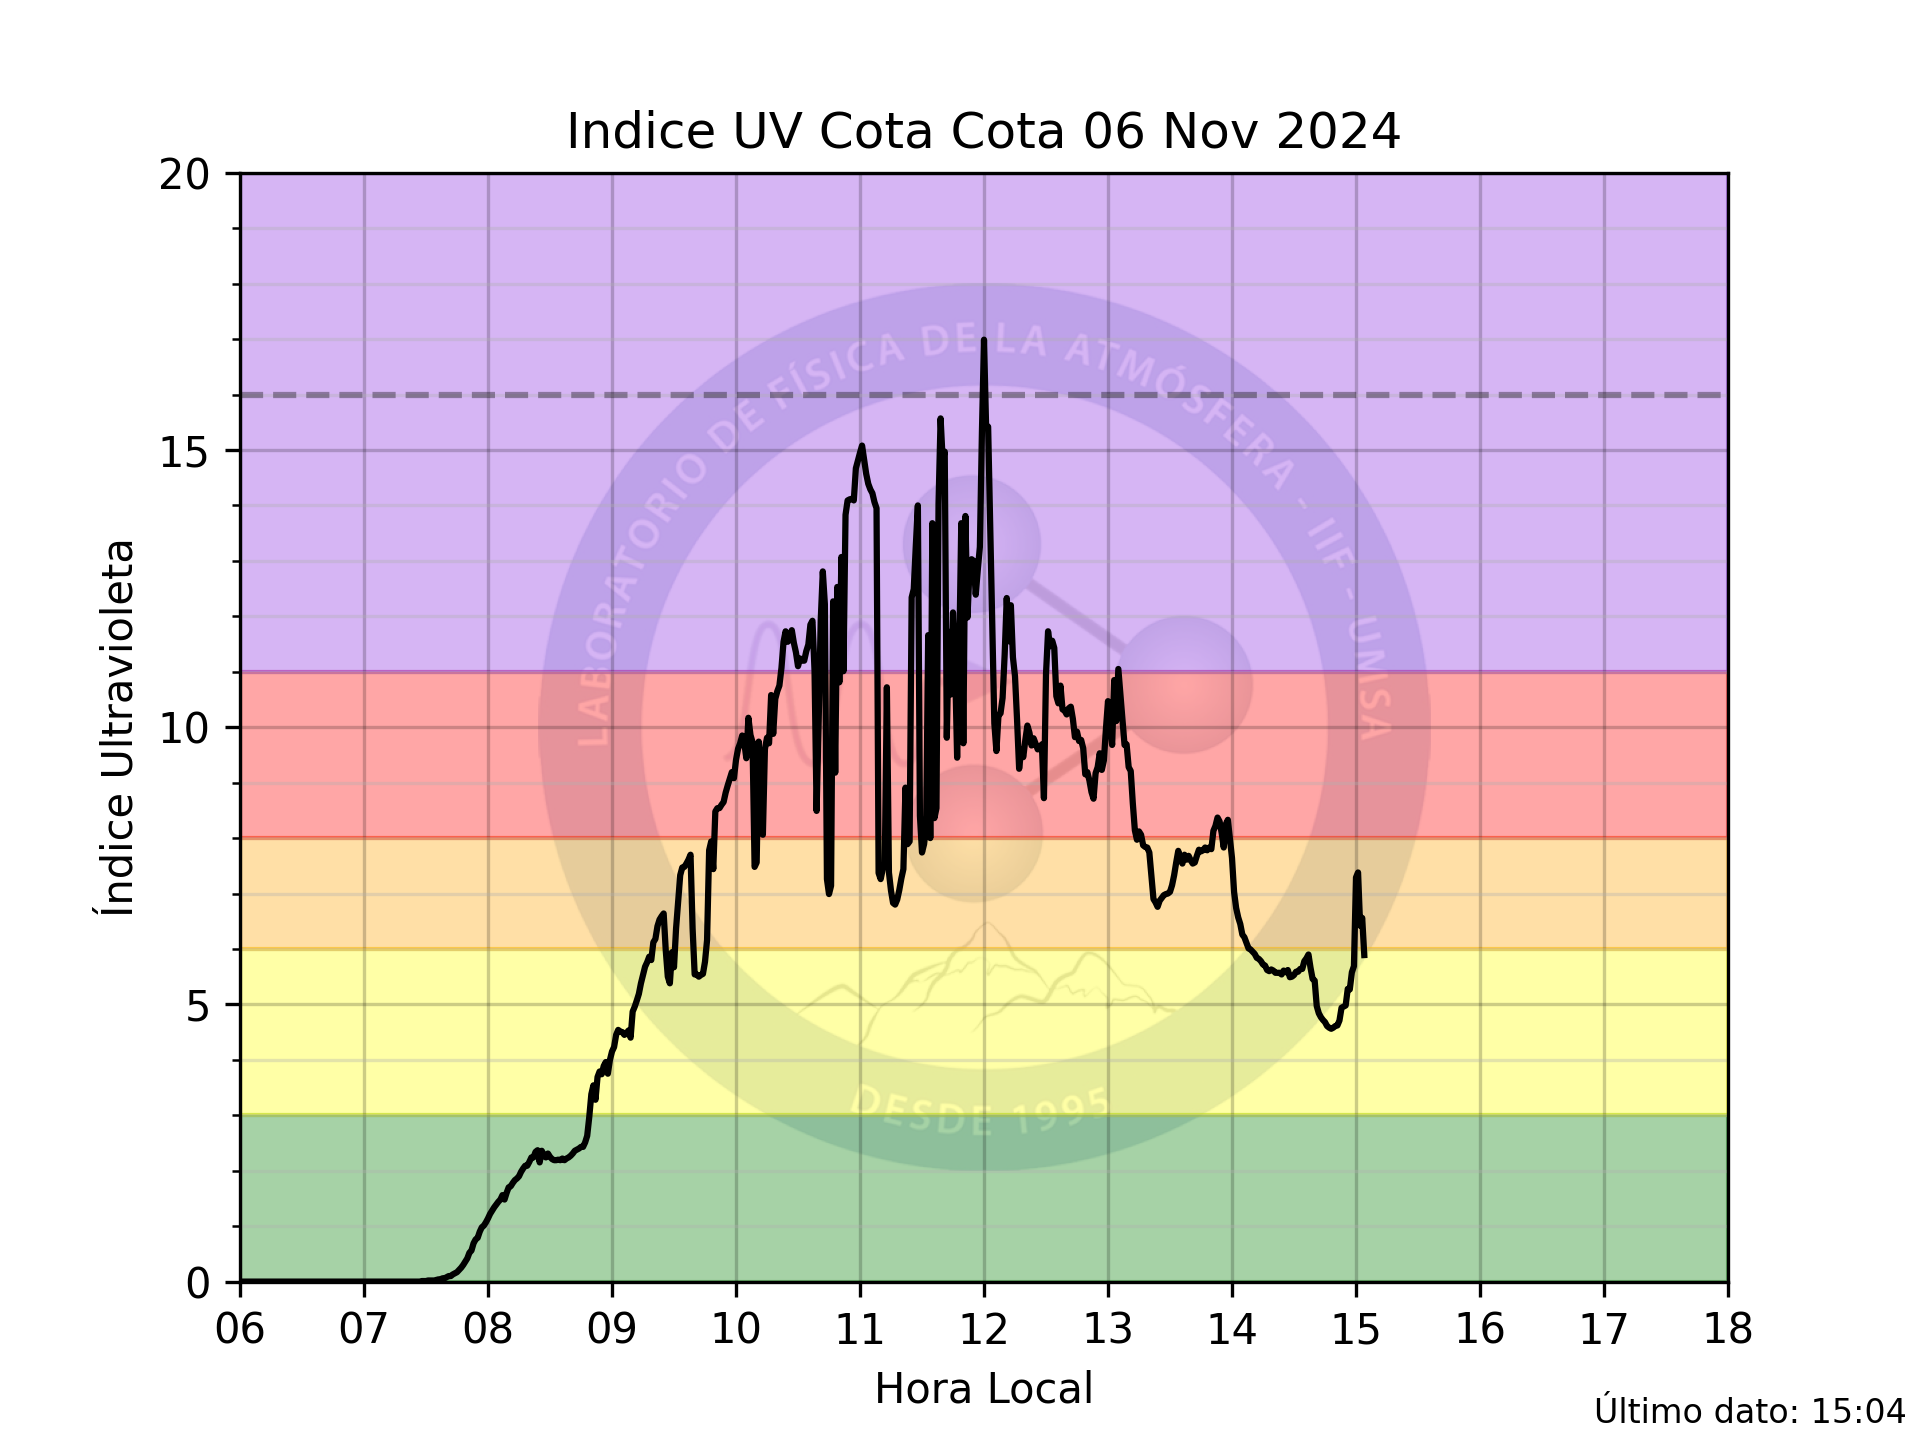 Indice UV Cota Cota 06 Nov 2024
20
15
10
5
0
Índice Ultravioleta
LABORATORIO DE FÍSICA DE LA ATMÓSFERA - IIF - UMSA
DESDE 1995
06 07 08 09 10 11 12 13 14 15 16 17 18
Hora Local
Último dato: 15:04